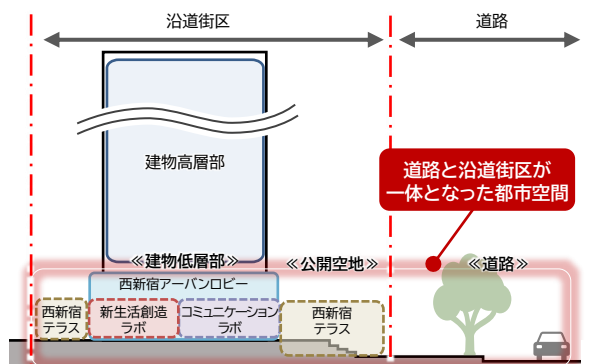 沿道街区
道路
建物高層部
道路と沿道街区が
一体となった都市空間
≪建物低層部≫
≪公開空地≫
≪道路≫
西新宿アーバンロビー
西新宿
テラス
新生活創造
ラボ
コミュニケーション
ラボ
西新宿
テラス